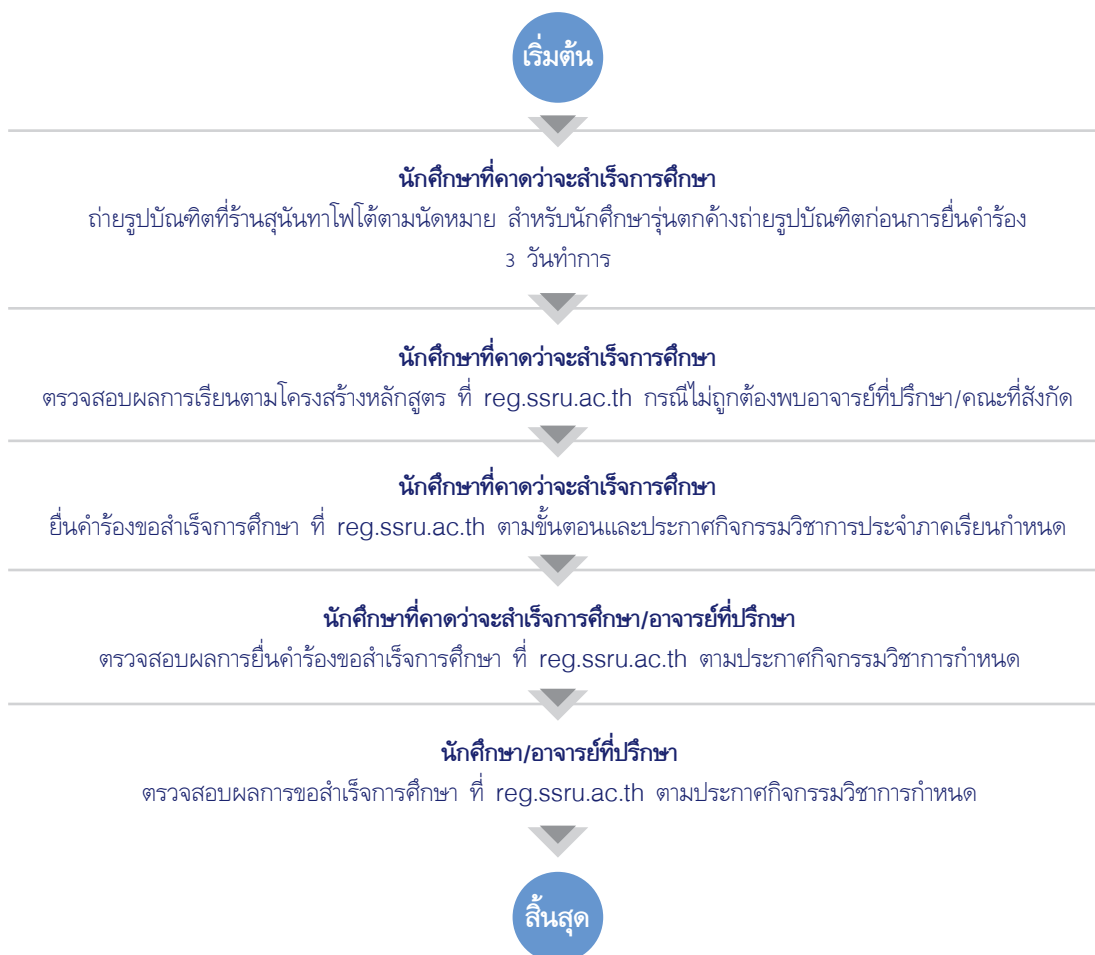 เริ่มต้น
นักศึกษาที่คาดว่าจะสำเร็จการศึกษา
ถ่ายรูปบัณฑิตที่ร้านสุนันทาโฟโต้ตามนัดหมาย สำหรับนักศึกษารุ่นตกค้างถ่ายรูปบัณฑิตก่อนการยื่นคำร้อง
3 วันทำการ
นักศึกษาที่คาดว่าจะสำเร็จการศึกษา
ตรวจสอบผลการเรียนตามโครงสร้างหลักสูตร ที่ reg.ssru.ac.th กรณีไม่ถูกต้องพบอาจารย์ที่ปรึกษา/คณะที่สังกัด
นักศึกษาที่คาดว่าจะสำเร็จการศึกษา
ยื่นคำร้องขอสำเร็จการศึกษา ที่ reg.ssru.ac.th ตามขั้นตอนและประกาศกิจกรรมวิชาการประจำภาคเรียนกำหนด
นักศึกษาที่คาดว่าจะสำเร็จการศึกษา/อาจารย์ที่ปรึกษา
ตรวจสอบผลการยื่นคำร้องขอสำเร็จการศึกษา ที่ reg.ssru.ac.th ตามประกาศกิจกรรมวิชาการกำหนด
นักศึกษา/อาจารย์ที่ปรึกษา
ตรวจสอบผลการขอสำเร็จการศึกษา ที่ reg.ssru.ac.th ตามประกาศกิจกรรมวิชาการกำหนด
สิ้นสุด